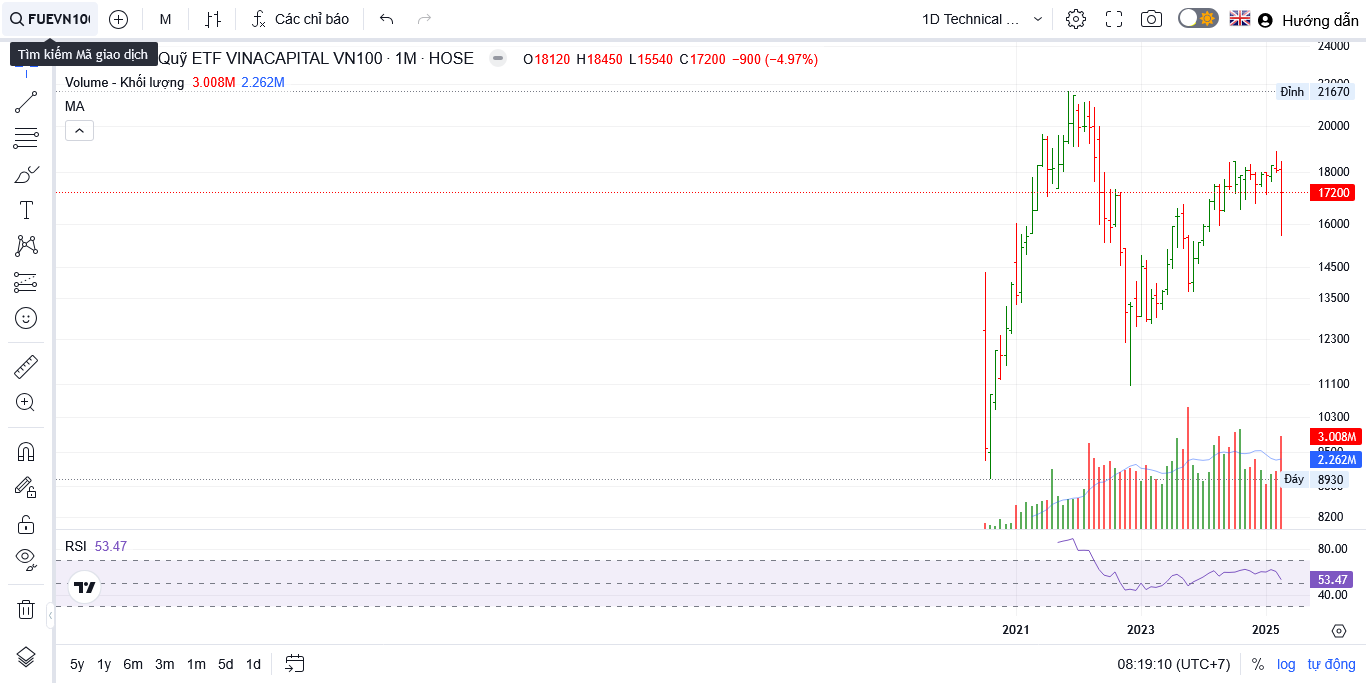 FUEVN100 M Các chỉ báo 1D Technical ... Hướng dẫn
Tìm kiếm Mã giao dịch
Quỹ ETF VINACAPITAL VN100 · 1M · HOSE O18120 H18450 L15540 C17200 −900 (−4.97%)
Volume - Khối lượng 3.008M 2.262M
MA
24000
22000
Đỉnh 21670
20000
18000
17200
16000
14500
13500
12300
11100
10300
3.008M
9500
2.262M
Đáy 8930
8200
RSI 53.47
80.00
53.47
40.00
2021 2023 2025
5y 1y 6m 3m 1m 5d 1d 08:19:10 (UTC+7) % log tự động